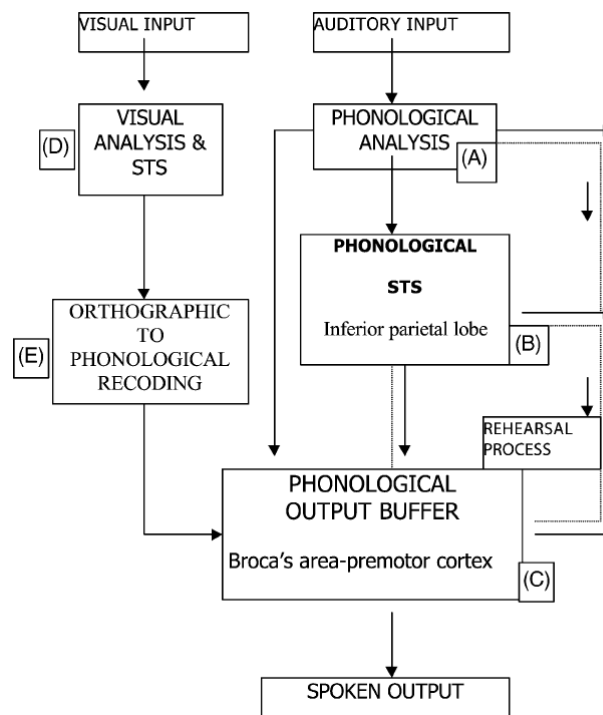 VISUAL INPUT
AUDITORY INPUT
VISUAL
ANALYSIS &
STS
(D)
PHONOLOGICAL
ANALYSIS
(A)
PHONOLOGICAL
STS
Inferior parietal lobe
(B)
ORTHOGRAPHIC
TO
PHONOLOGICAL
RECODING
(E)
REHEARSAL
PROCESS
PHONOLOGICAL
OUTPUT BUFFER
Broca's area-premotor cortex
(C)
SPOKEN OUTPUT